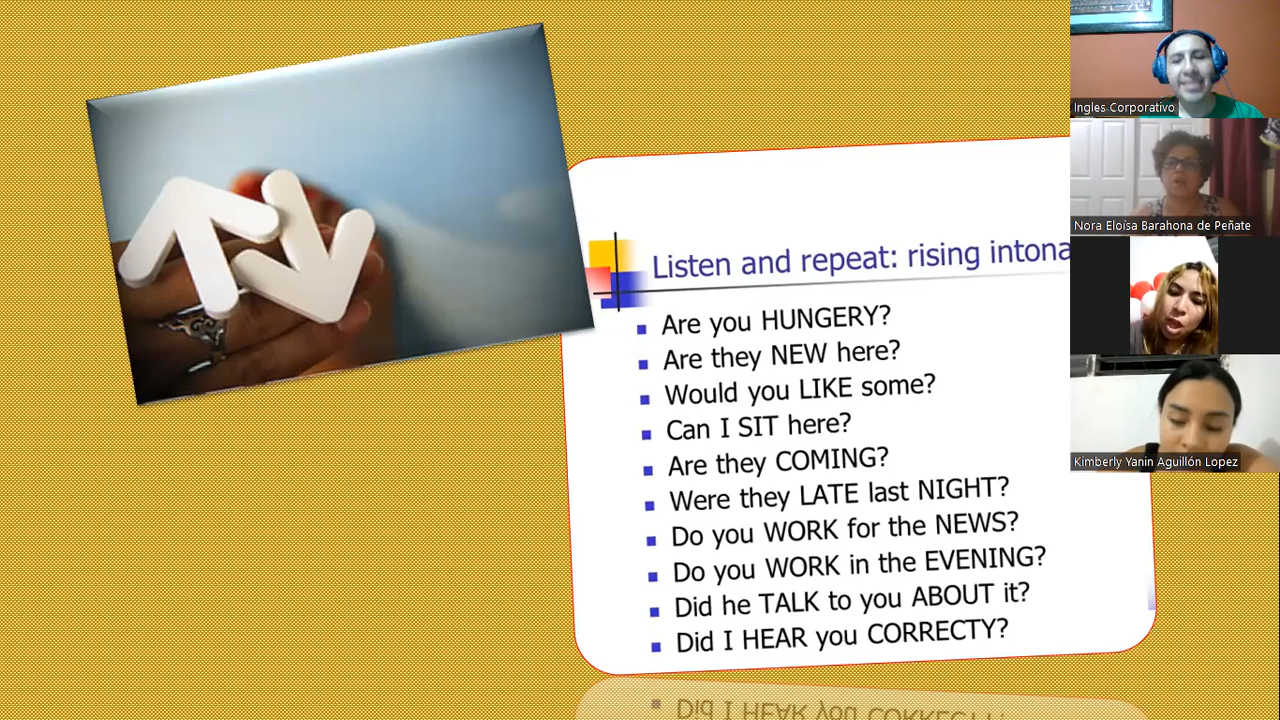 Listen and repeat: rising intona
Are you HUNGERY?
Are they NEW here?
Would you LIKE some?
Can I SIT here?
Are they COMING?
Were they LATE last NIGHT?
Do you WORK for the NEWS?
Do you WORK in the EVENING?
Did he TALK to you ABOUT it?
Did I HEAR you CORRECTY?
Ingles Corporativo
Nora Eloísa Barahona de Peñate
Kimberly Yanin Aguillón Lopez